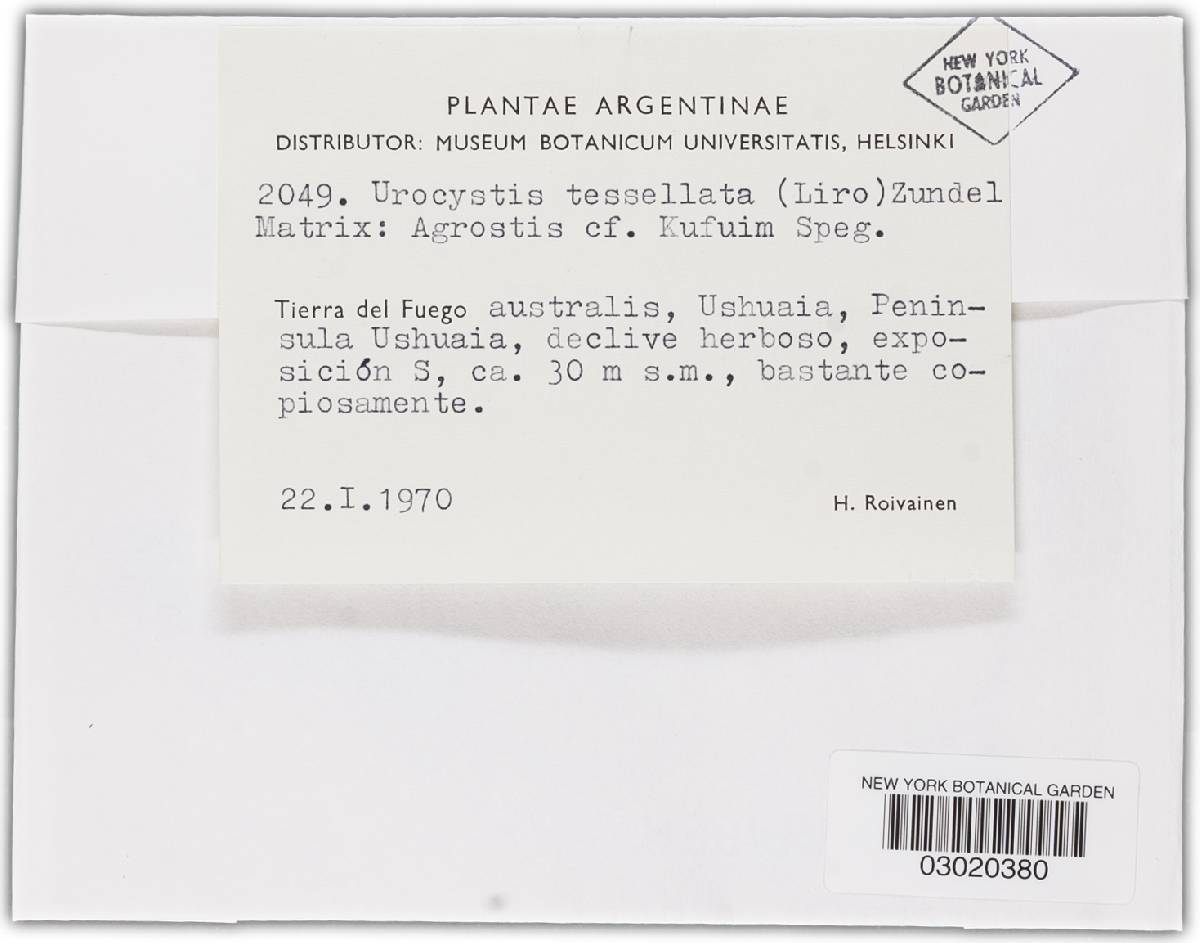 NEW YORK
BOTANICAL
GARDEN
PLANTAE ARGENTINAE
DISTRIBUTOR: MUSEUM BOTANICUM UNIVERSITATIS, HELSINKI
2049. Urocystis tessellata (Liro)Zundel
Matrix: Agrostis cf. Kufuim Speg.
Tierra del Fuego australis, Ushuaia, Penin-
sula Ushuaia, declive herboso, expo-
sición S, ca. 30 m s.m., bastante co-
piosamente.
22.I.1970
H. Roivainen
NEW YORK BOTANICAL GARDEN
03020380